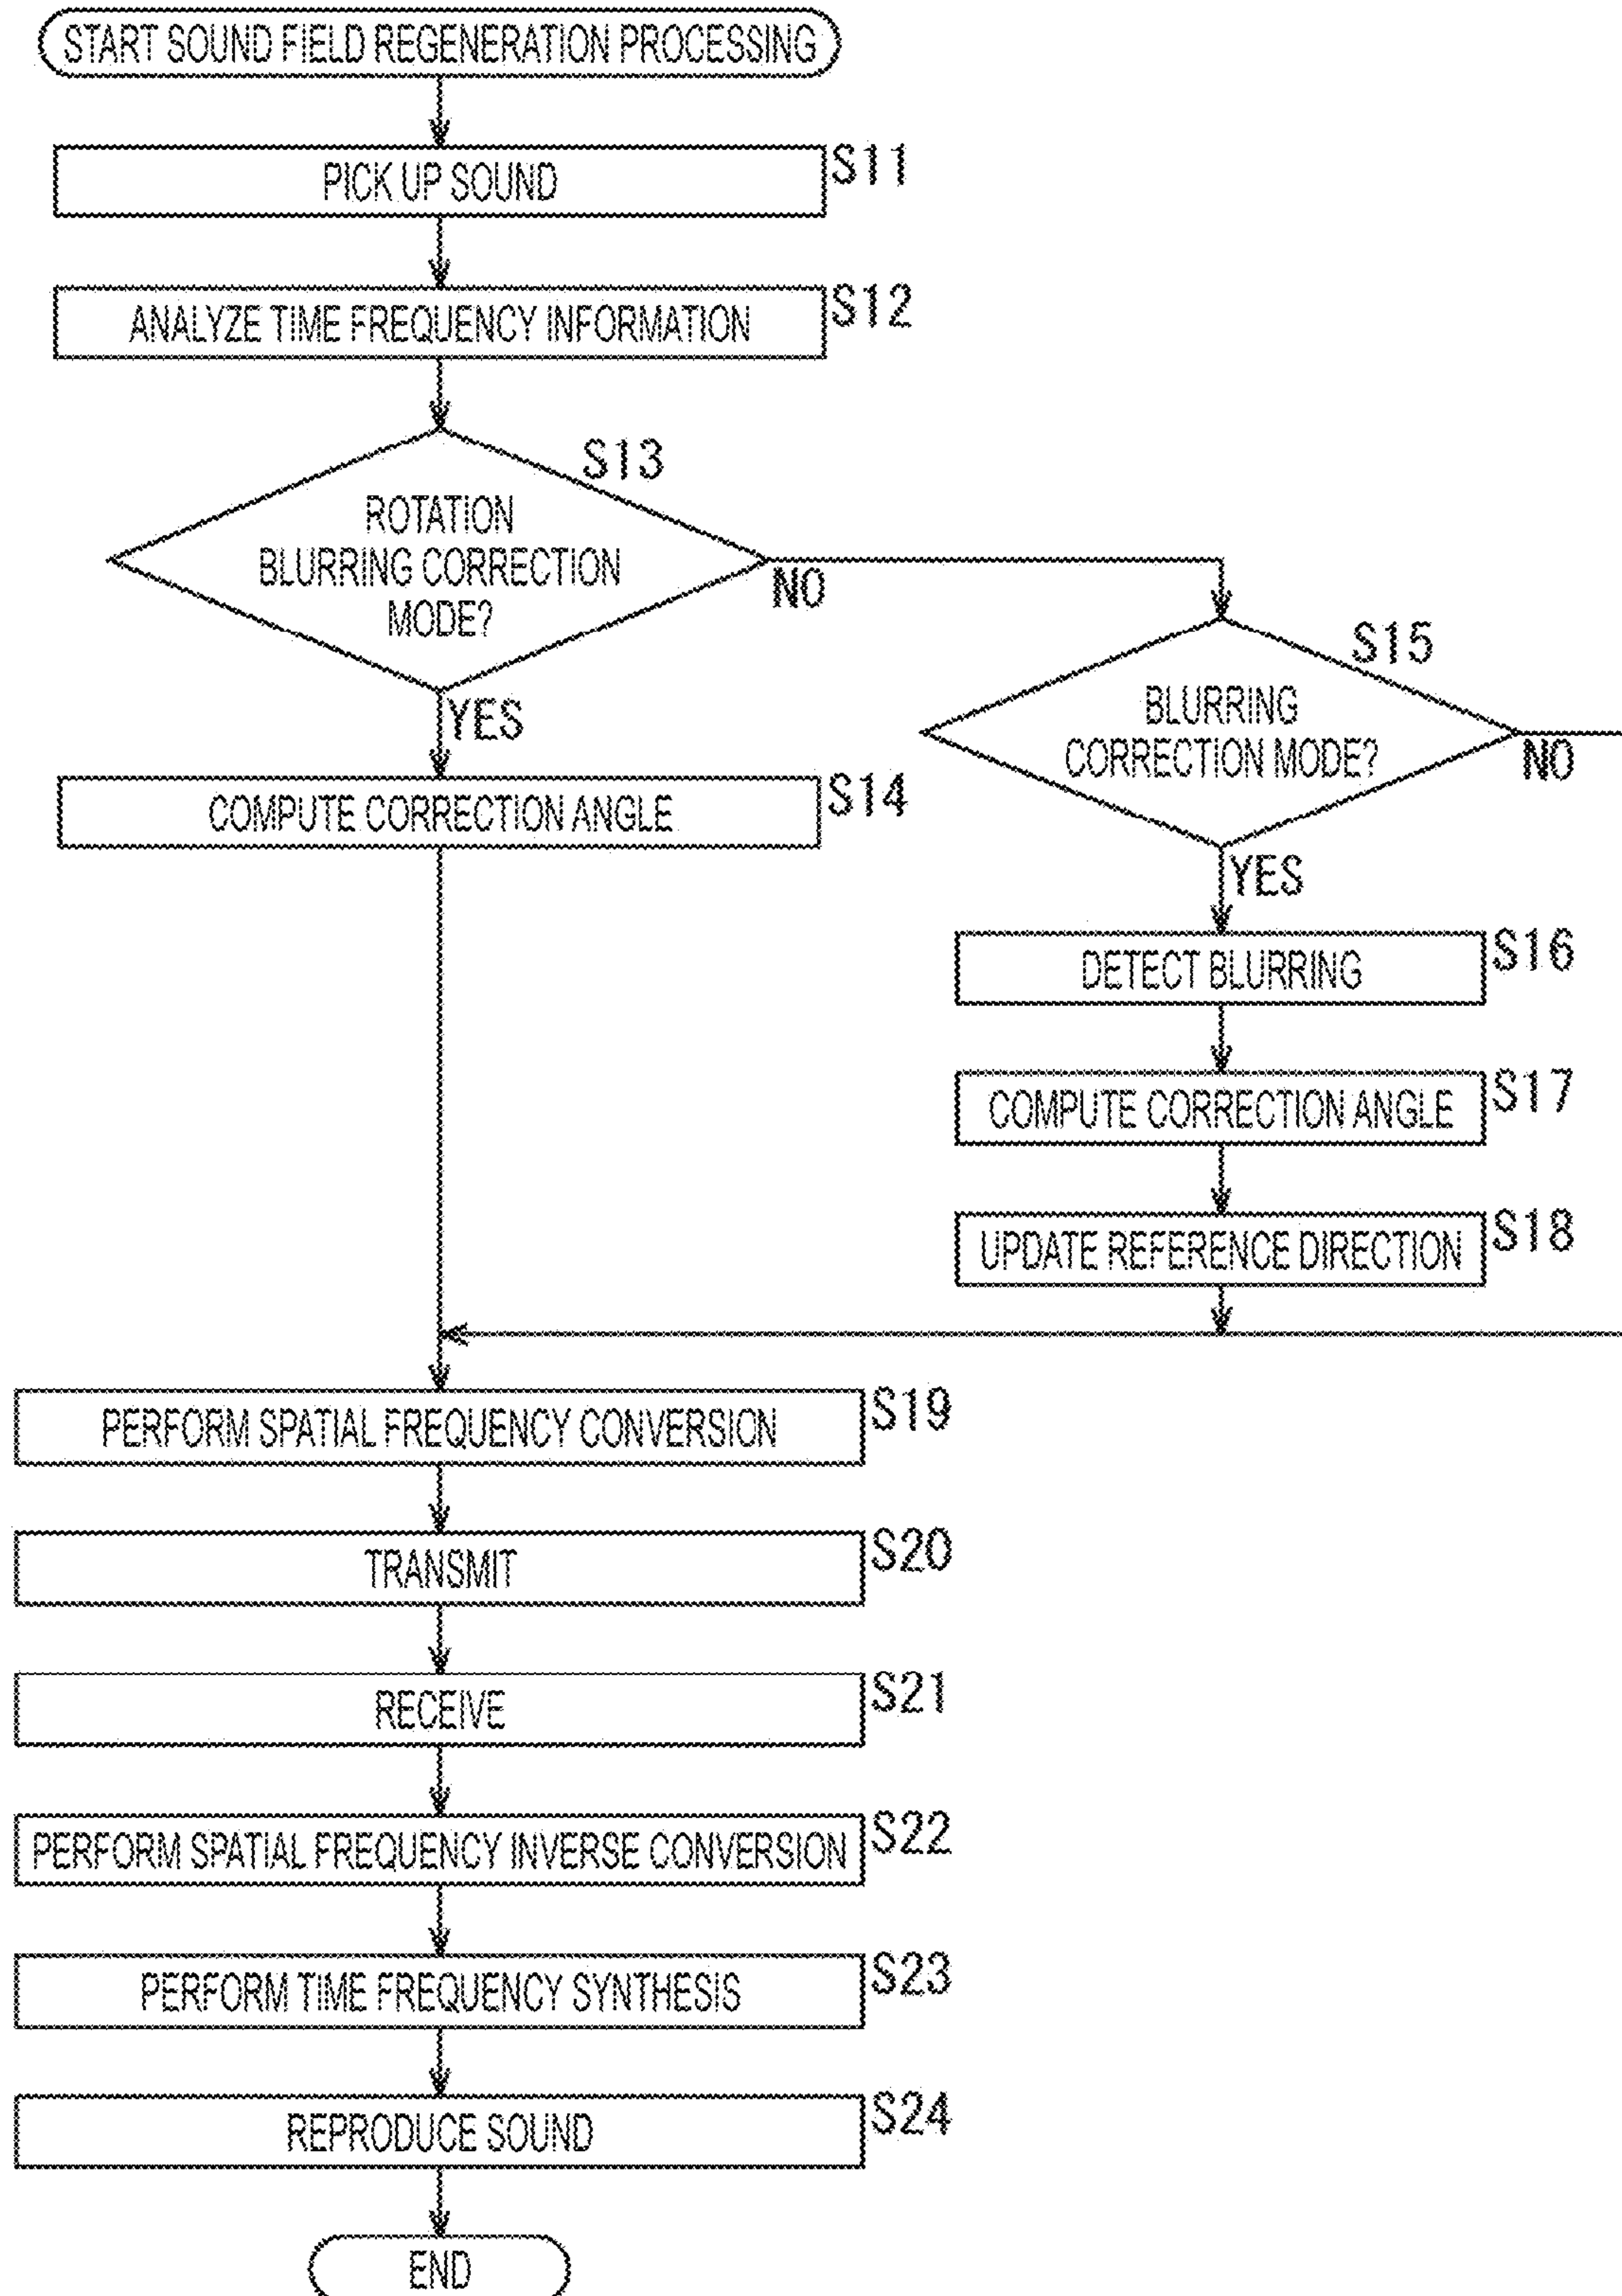 START SOUND FIELD REGENERATION PROCESSING
PICK UP SOUND
S11
ANALYZE TIME FREQUENCY INFORMATION
S12
S13
ROTATION
BLURRING CORRECTION
MODE?
NO
YES
S15
BLURRING
CORRECTION MODE?
NO
YES
COMPUTE CORRECTION ANGLE
S14
DETECT BLURRING
S16
COMPUTE CORRECTION ANGLE
S17
UPDATE REFERENCE DIRECTION
S18
PERFORM SPATIAL FREQUENCY CONVERSION
S19
TRANSMIT
S20
RECEIVE
S21
PERFORM SPATIAL FREQUENCY INVERSE CONVERSION
S22
PERFORM TIME FREQUENCY SYNTHESIS
S23
REPRODUCE SOUND
S24
END